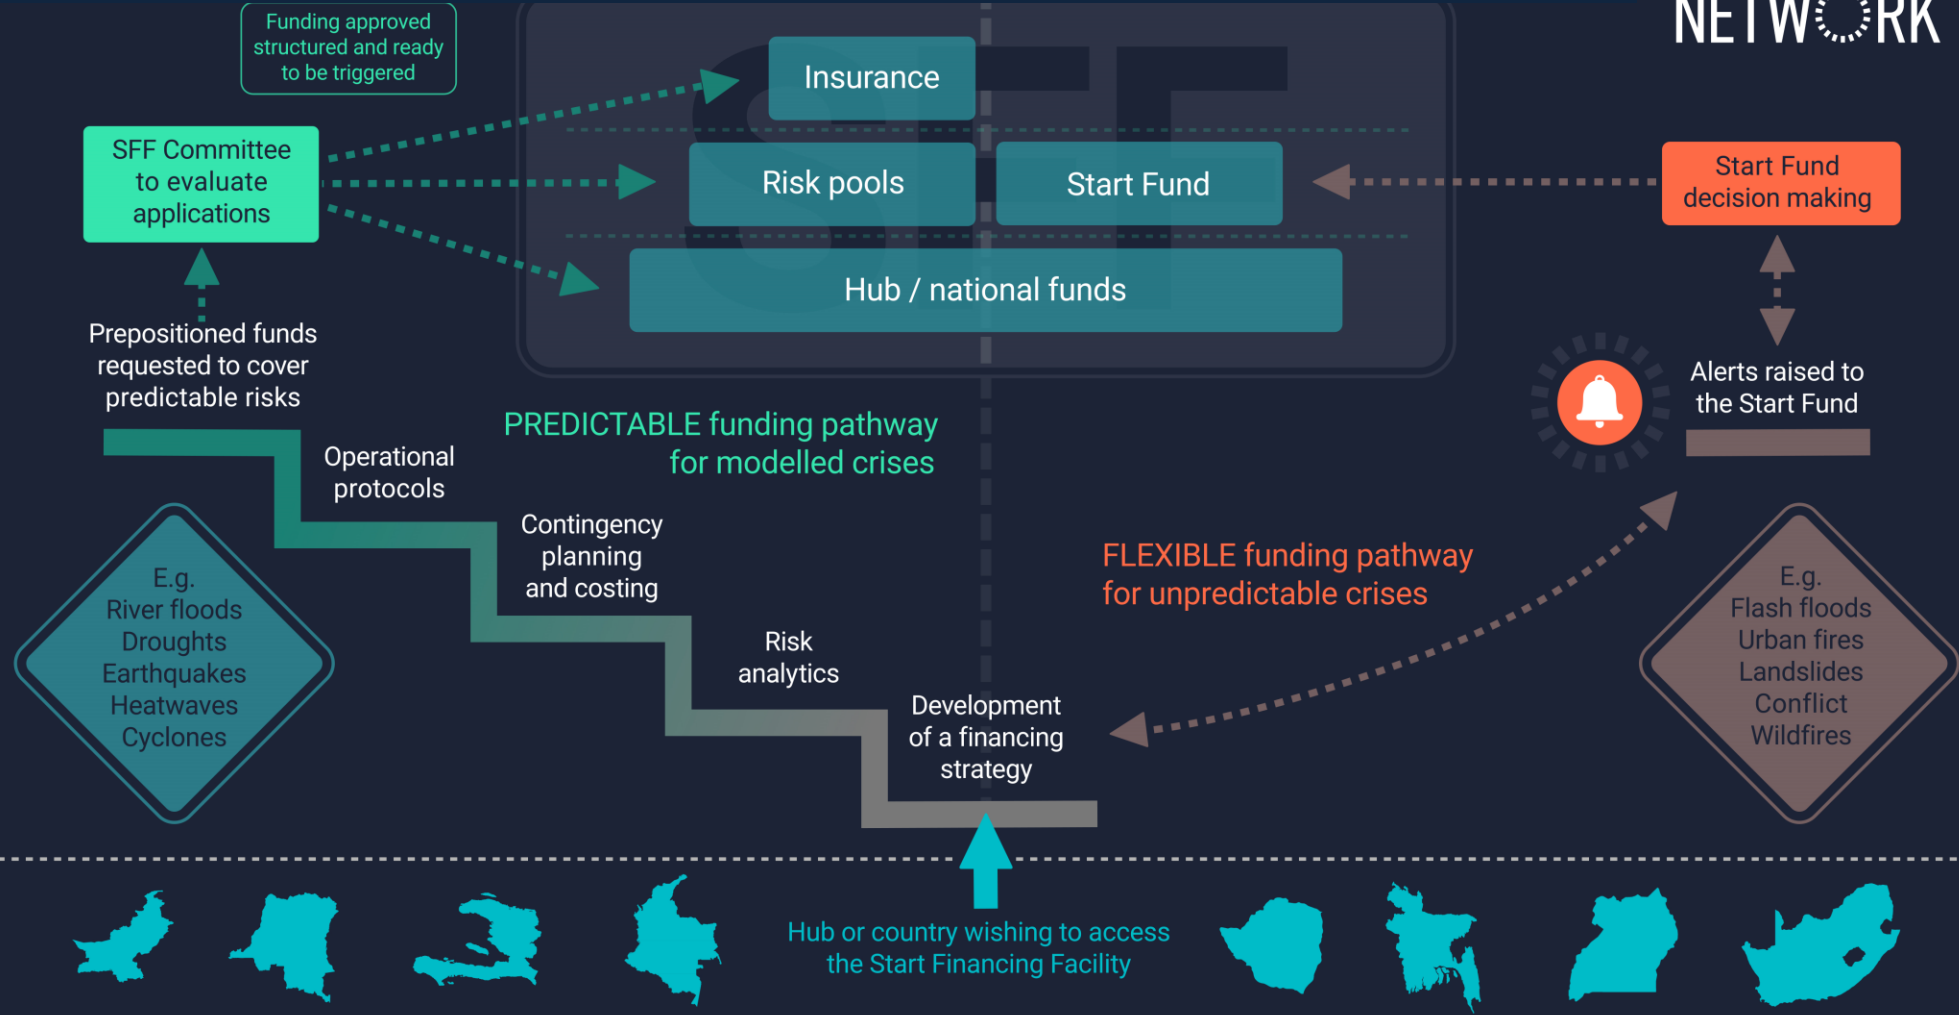 Funding approved
structured and ready
to be triggered
NETWORK
SFF
Insurance
SFF Committee
to evaluate
applications
Risk pools
Start Fund
Start Fund
decision making
Hub / national funds
Prepositioned funds
requested to cover
predictable risks
Alerts raised to
the Start Fund
PREDICTABLE funding pathway
for modelled crises
Operational
protocols
Contingency
planning
and costing
FLEXIBLE funding pathway
for unpredictable crises
E.g.
River floods
Droughts
Earthquakes
Heatwaves
Cyclones
E.g.
Flash floods
Urban fires
Landslides
Conflict
Wildfires
Risk
analytics
Development
of a financing
strategy
Hub or country wishing to access
the Start Financing Facility